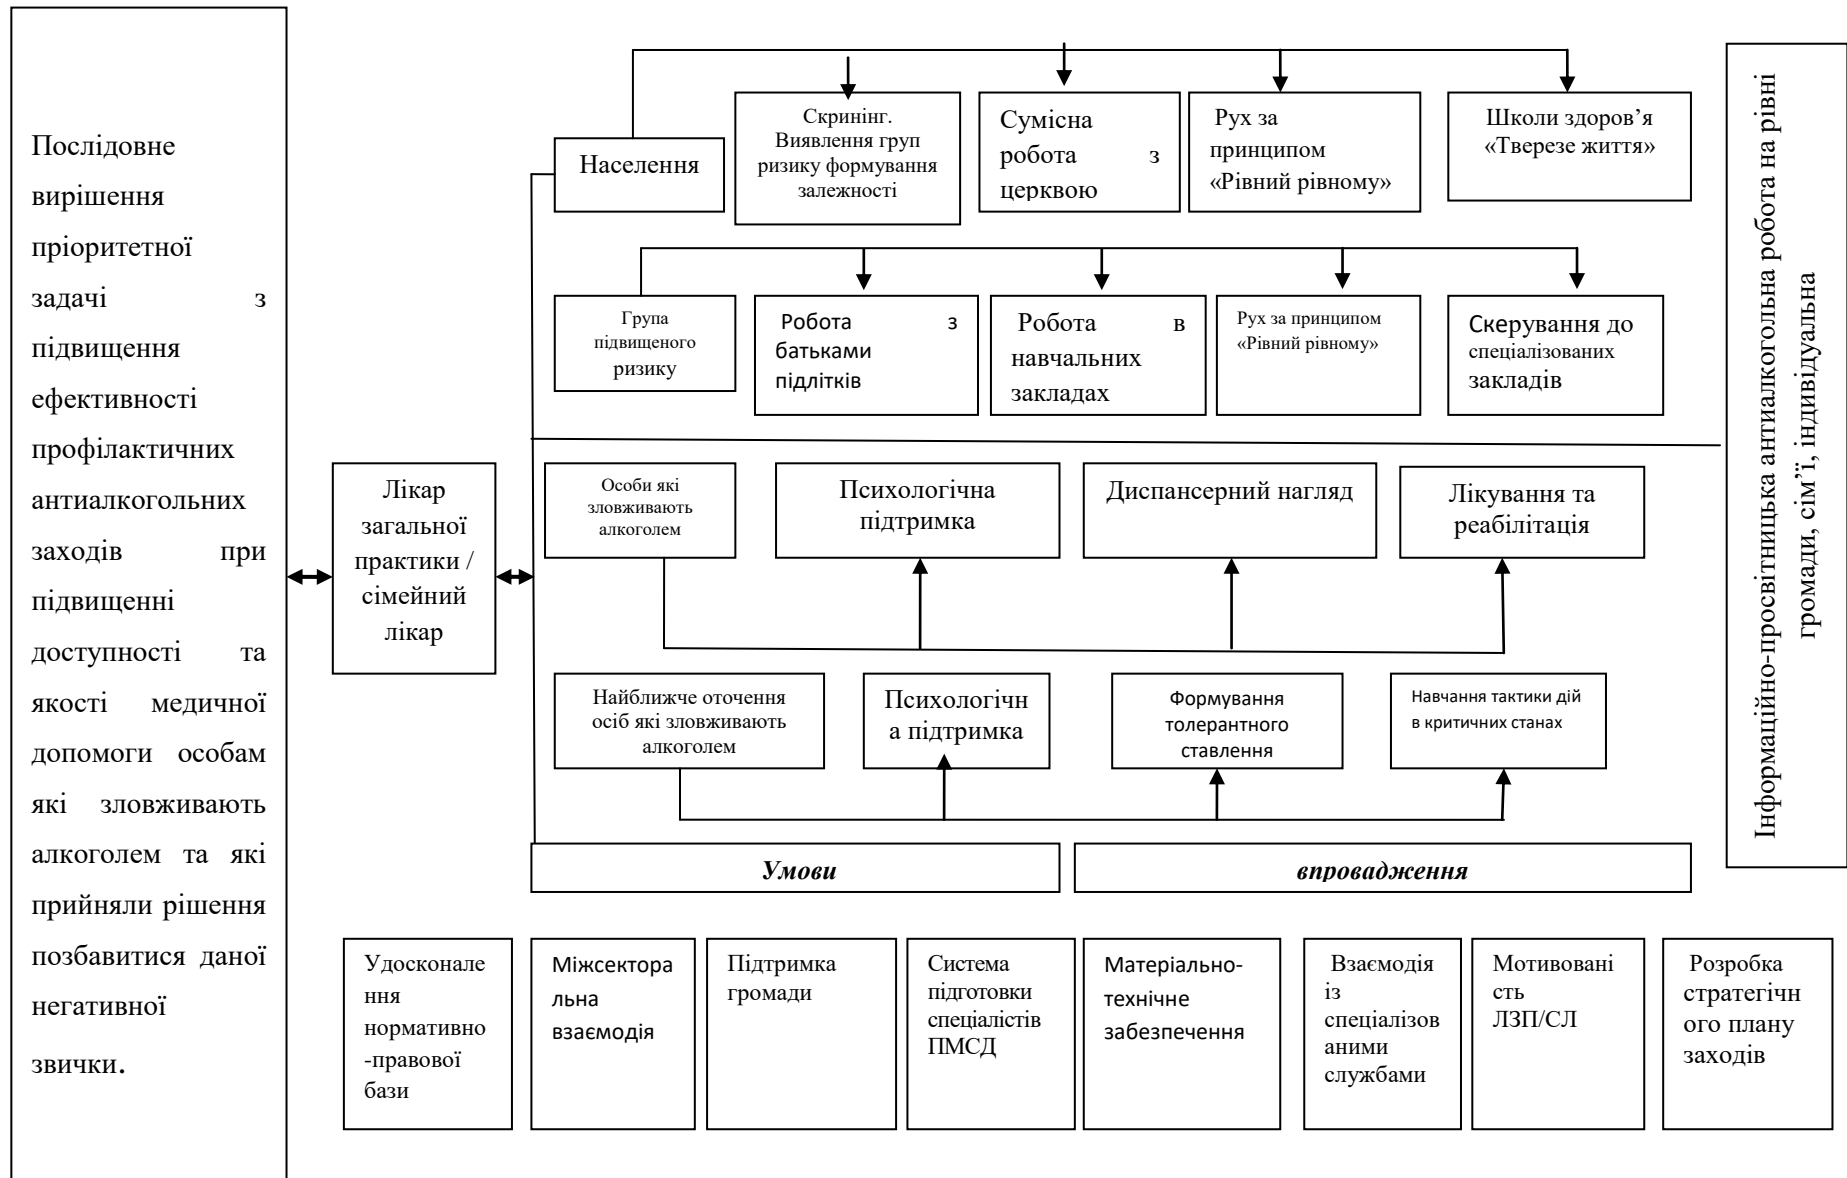 Послідовне
вирішення
пріоритетної
задачі з
підвищення
ефективності
профілактичних
антиалкогольних
заходів при
підвищенні
доступності та
якості медичної
допомоги особам
які зловживають
алкоголем та які
прийняли рішення
позбавитися даної
негативної
звички.
Лікар
загальної
практики /
сімейний
лікар
Населення
Скринінг.
Виявлення груп
ризику формування
залежності
Сумісна
робота з
церквою
Рух за
принципом
«Рівний рівному»
Школи здоров’я
«Тверезе життя»
Група
підвищеного
ризику
Робота з
батьками
підлітків
Робота в
навчальних
закладах
Рух за принципом
«Рівний рівному»
Скерування до
спеціалізованих
закладів
Особи які
зловживають
алкоголем
Психологічна
підтримка
Диспансерний нагляд
Лікування та
реабілітація
Найближче оточення
осіб які зловживають
алкоголем
Психологічн
а підтримка
Формування
толерантного
ставлення
Навчання тактики дій
в критичних станах
Умови
впровадження
Удосконале
ння
нормативно
-правової
бази
Міжсектора
льна
взаємодія
Підтримка
громади
Система
підготовки
спеціалістів
ПМСД
Матеріально-
технічне
забезпечення
Взаємодія
із
спеціалізов
аними
службами
Мотивовані
сть
ЛЗП/СЛ
Розробка
стратегічн
ого плану
заходів
Інформаційно-просвітницька антиалкогольна робота на рівні
громади, сім’ї, індивідуальна